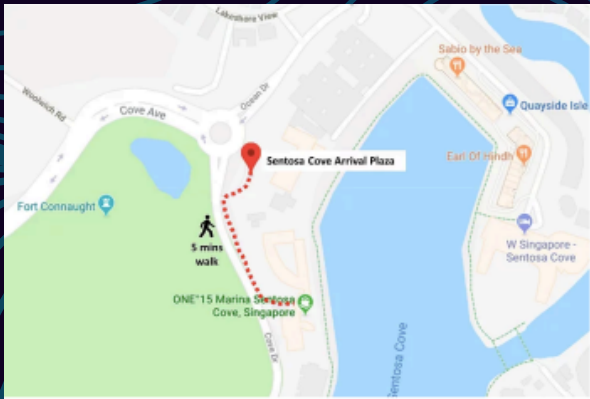 Lakeshore View
Sabio by the Sea
Woolwich Rd
Cove Ave
Ocean Dr
Quayside Isle
Sentosa Cove Arrival Plaza
Earl Of Hindh
Fort Connaught
5 mins
walk
W Singapore -
Sentosa Cove
ONE°15 Marina Sentosa
Cove, Singapore
Cove Dr
Sentosa Cove